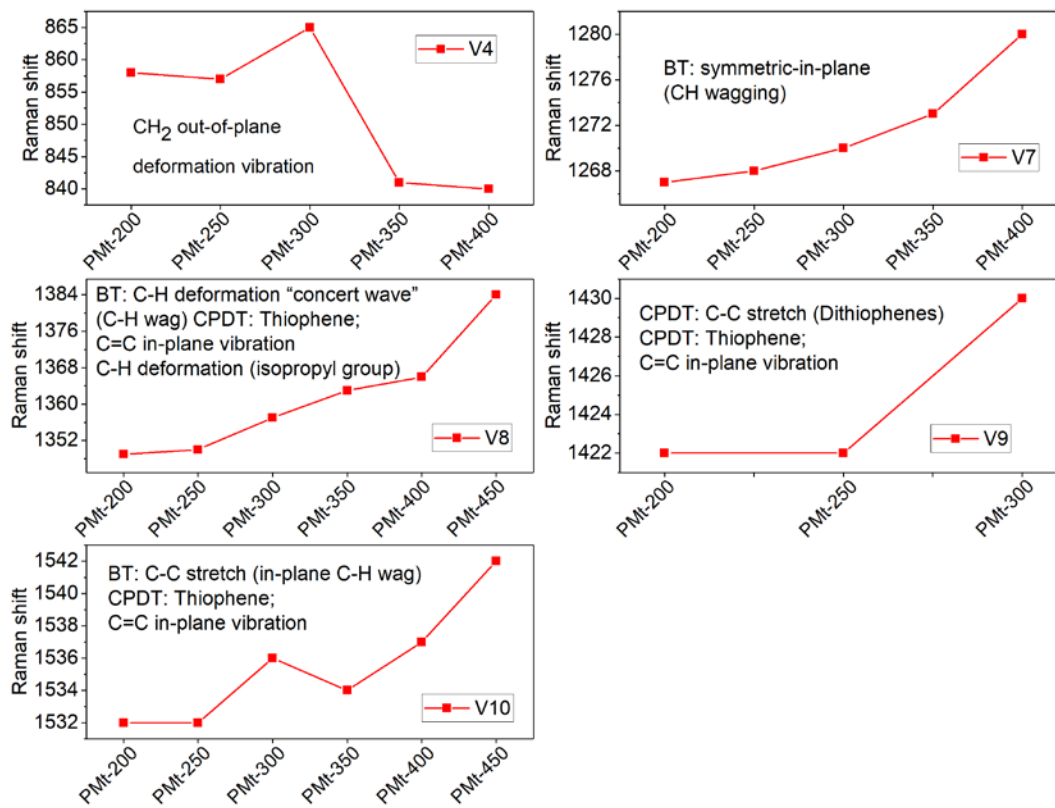 865
860
855
850
845
840
Raman shift
V4
CH2 out-of-plane
deformation vibration
PMt-200
PMt-250
PMt-300
PMt-350
PMt-400
1280
1276
1272
1268
Raman shift
BT: symmetric-in-plane
(CH wagging)
V7
PMt-200
PMt-250
PMt-300
PMt-350
PMt-400
1384
1376
1368
1360
1352
Raman shift
BT: C-H deformation “concert wave”
(C-H wag) CPDT: Thiophene;
C=C in-plane vibration
C-H deformation (isopropyl group)
V8
PMt-200
PMt-250
PMt-300
PMt-350
PMt-400
PMt-450
1430
1428
1426
1424
1422
Raman shift
CPDT: C-C stretch (Dithiophenes)
CPDT: Thiophene;
C=C in-plane vibration
V9
PMt-200
PMt-250
PMt-300
1542
1540
1538
1536
1534
1532
Raman shift
BT: C-C stretch (in-plane C-H wag)
CPDT: Thiophene;
C=C in-plane vibration
V10
PMt-200
PMt-250
PMt-300
PMt-350
PMt-400
PMt-450